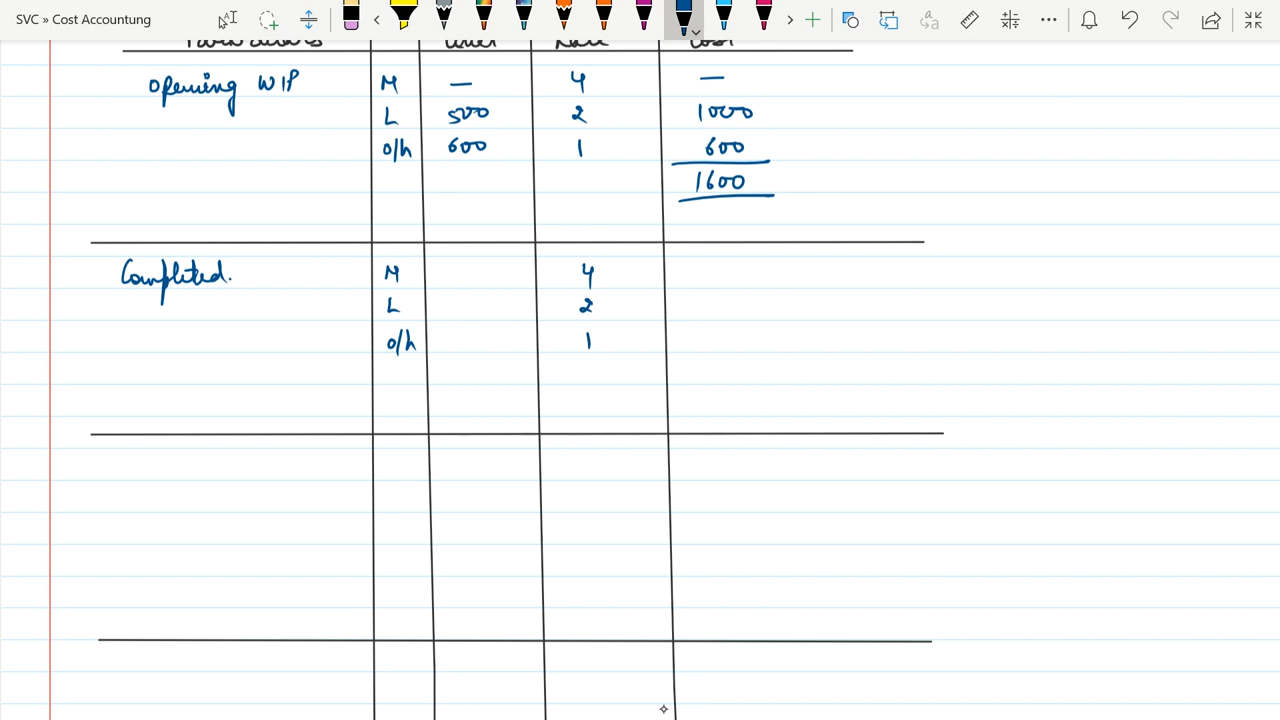 SVC » Cost Accountung
Opening WIP M — 4 —
L 500 2 1000
o/h 600 1 600
1600
Completed. M 4
L 2
o/h 1